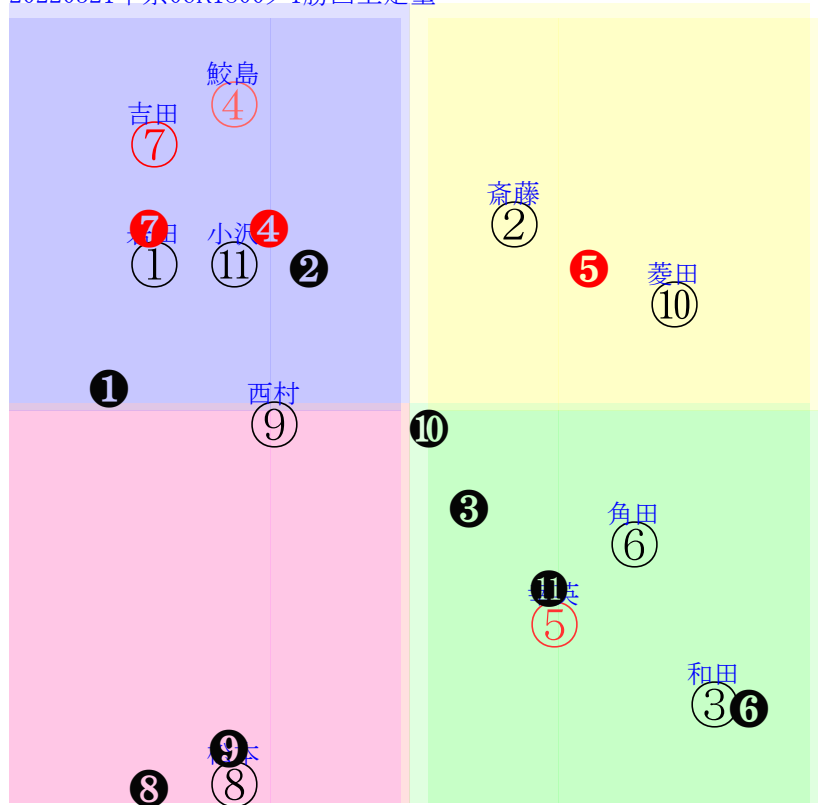 鮫島
④
吉田
⑦
斎藤
②
❼
小沢
❹
①
⑪
❷
❺
菱田
⑩
❶
西村
⑨
❿
❸
角田
⑥
⓫
⑤
和田
③
❻
❾
⑧
❽